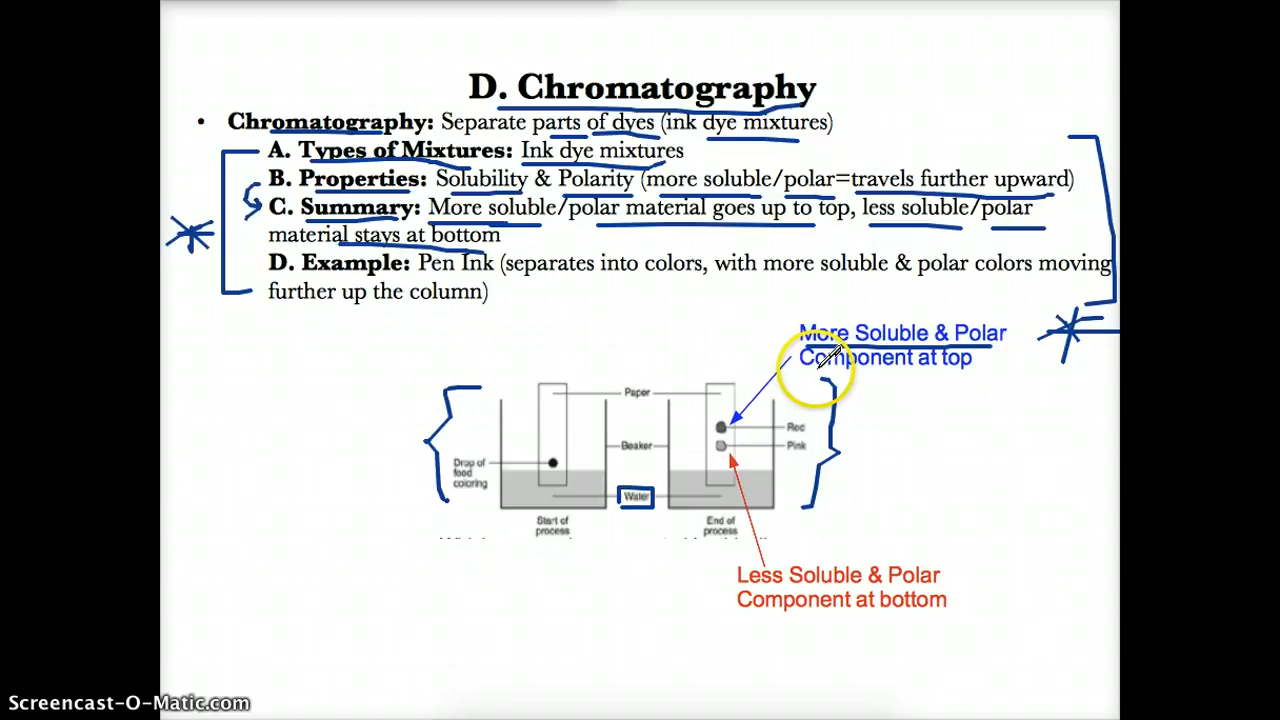 D. Chromatography
• Chromatography: Separate parts of dyes (ink dye mixtures)
A. Types of Mixtures: Ink dye mixtures
B. Properties: Solubility & Polarity (more soluble/polar=travels further upward)
C. Summary: More soluble/polar material goes up to top, less soluble/polar
material stays at bottom
D. Example: Pen Ink (separates into colors, with more soluble & polar colors moving
further up the column)
More Soluble & Polar
Component at top
Paper
Red
Beaker
Pink
Drop of
food
coloring
Water
Start of
process
End of
process
Less Soluble & Polar
Component at bottom
Screencast-O-Matic.com